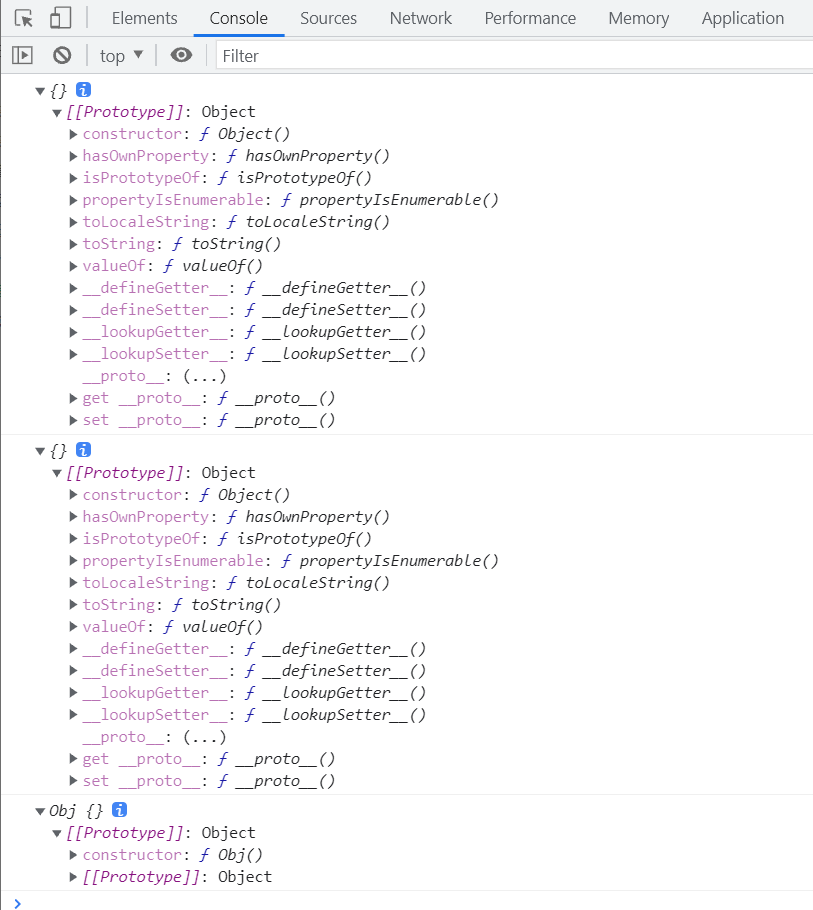 Elements Console Sources Network Performance Memory Application
top Filter
{} i
[[Prototype]]: Object
constructor: ƒ Object()
hasOwnProperty: ƒ hasOwnProperty()
isPrototypeOf: ƒ isPrototypeOf()
propertyIsEnumerable: ƒ propertyIsEnumerable()
toLocaleString: ƒ toLocaleString()
toString: ƒ toString()
valueOf: ƒ valueOf()
__defineGetter__: ƒ __defineGetter__()
__defineSetter__: ƒ __defineSetter__()
__lookupGetter__: ƒ __lookupGetter__()
__lookupSetter__: ƒ __lookupSetter__()
__proto__: (...)
get __proto__: ƒ __proto__()
set __proto__: ƒ __proto__()
{} i
[[Prototype]]: Object
constructor: ƒ Object()
hasOwnProperty: ƒ hasOwnProperty()
isPrototypeOf: ƒ isPrototypeOf()
propertyIsEnumerable: ƒ propertyIsEnumerable()
toLocaleString: ƒ toLocaleString()
toString: ƒ toString()
valueOf: ƒ valueOf()
__defineGetter__: ƒ __defineGetter__()
__defineSetter__: ƒ __defineSetter__()
__lookupGetter__: ƒ __lookupGetter__()
__lookupSetter__: ƒ __lookupSetter__()
__proto__: (...)
get __proto__: ƒ __proto__()
set __proto__: ƒ __proto__()
Obj {} i
[[Prototype]]: Object
constructor: ƒ Obj()
[[Prototype]]: Object